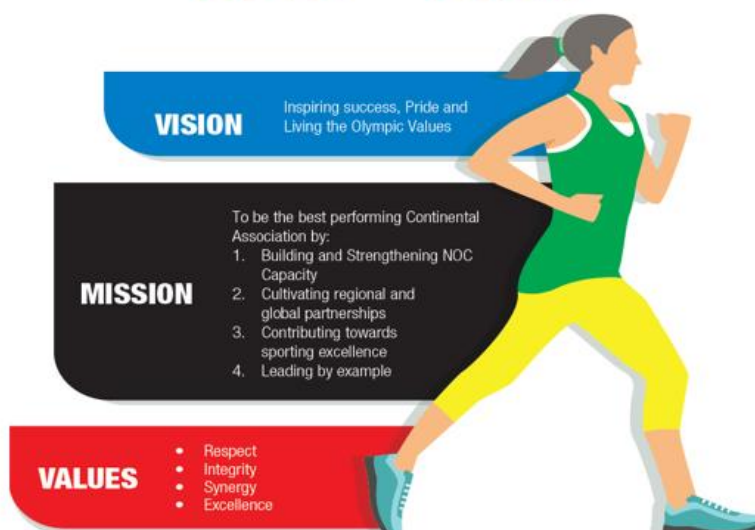 VISION
Inspiring success, Pride and
Living the Olympic Values
MISSION
To be the best performing Continental
Association by:
1. Building and Strengthening NOC
Capacity
2. Cultivating regional and
global partnerships
3. Contributing towards
sporting excellence
4. Leading by example
VALUES
• Respect
• Integrity
• Synergy
• Excellence